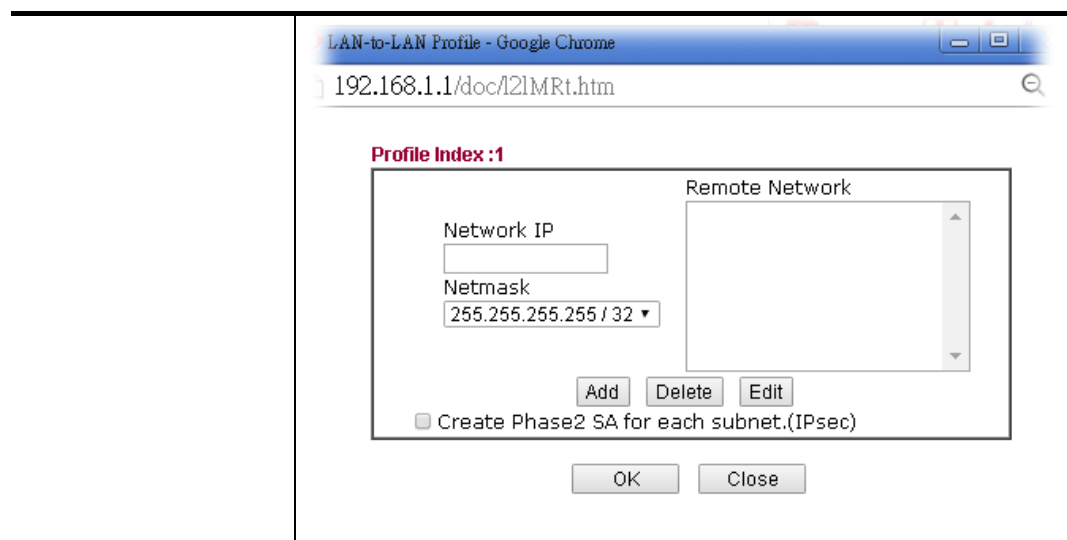 LAN-to-LAN Profile - Google Chrome
192.168.1.1/doc/l2lMRt.htm
Profile Index :1
Remote Network
Network IP
Netmask
255.255.255.255 / 32
Add Delete Edit
Create Phase2 SA for each subnet.(IPsec)
OK Close